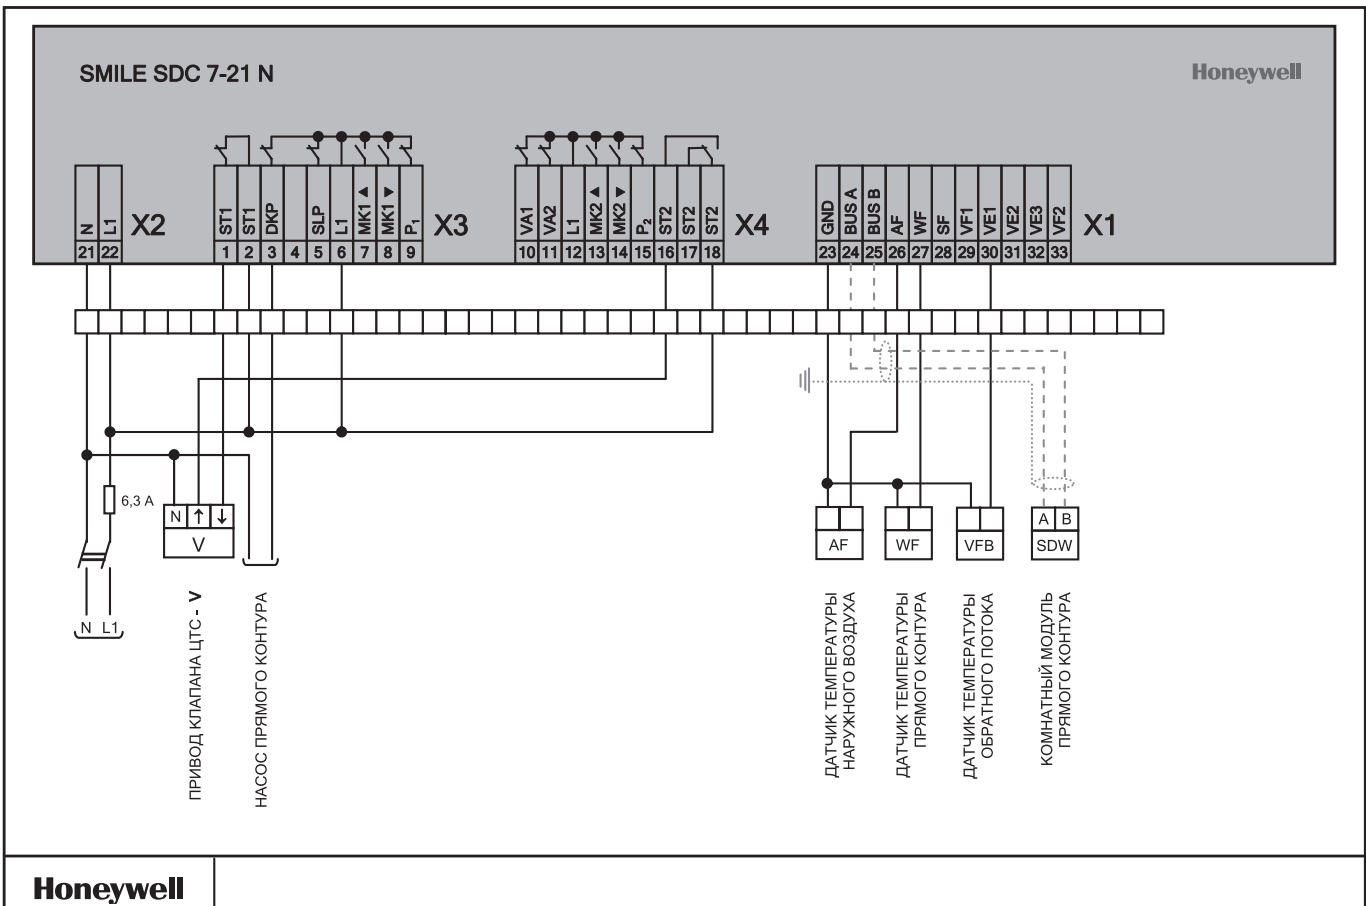 SMILE SDC 7-21 N
Honeywell
N L1 X2
21 22
ST1 ST1 DKP SLP L1 MK1 ◄ MK1 ► P1 X3
1 2 3 4 5 6 7 8 9
VA1 VA2 L1 MK2 ◄ MK2 ► P2 ST2 ST2 ST2 X4
10 11 12 13 14 15 16 17 18
GND BUS A BUS B AF WF SF VF1 VE1 VE2 VE3 VF2 X1
23 24 25 26 27 28 29 30 31 32 33
6,3 A
N ↑ ↓
V
N L1
AF
WF
VFB
A B
SDW
ПРИВОД КЛАПАНА ЦТС - V
НАСОС ПРЯМОГО КОНТУРА
ДАТЧИК ТЕМПЕРАТУРЫ
НАРУЖНОГО ВОЗДУХА
ДАТЧИК ТЕМПЕРАТУРЫ
ПРЯМОГО КОНТУРА
ДАТЧИК ТЕМПЕРАТУРЫ
ОБРАТНОГО ПОТОКА
КОМНАТНЫЙ МОДУЛЬ
ПРЯМОГО КОНТУРА
Honeywell